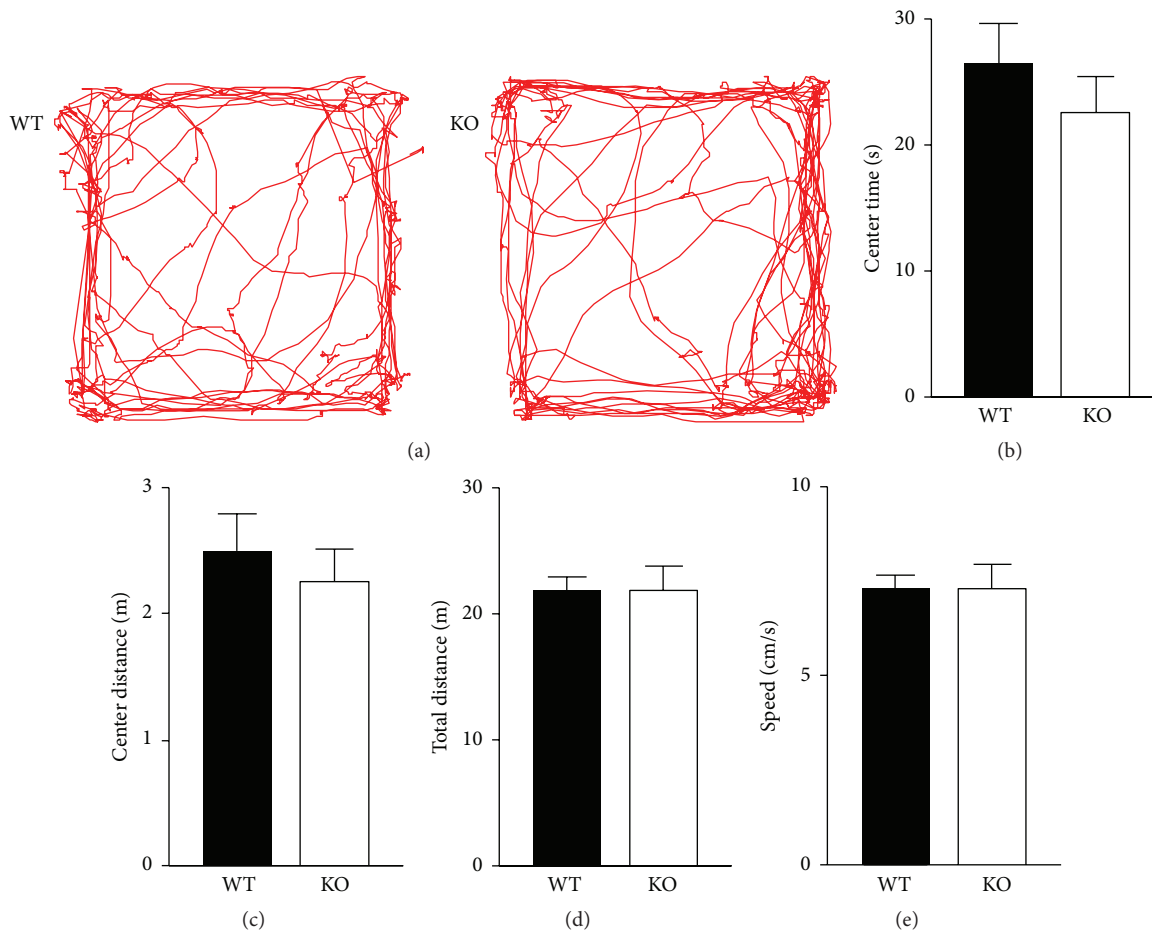 WT
KO
(a)
Center time (s)
30
20
10
0
WT
KO
(b)
Center distance (m)
3
2
1
0
WT
KO
(c)
Total distance (m)
30
20
10
0
WT
KO
(d)
Speed (cm/s)
10
5
0
WT
KO
(e)